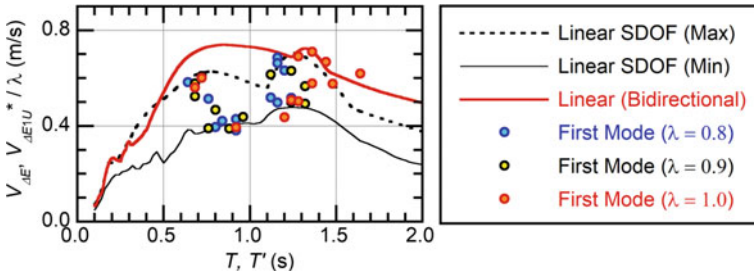 V_ΔE, V_ΔE1U* / λ (m/s)
0.8
0.4
0.0
0.0
0.5
1.0
1.5
2.0
T, T′ (s)
Linear SDOF (Max)
Linear SDOF (Min)
Linear (Bidirectional)
First Mode (λ = 0.8)
First Mode (λ = 0.9)
First Mode (λ = 1.0)